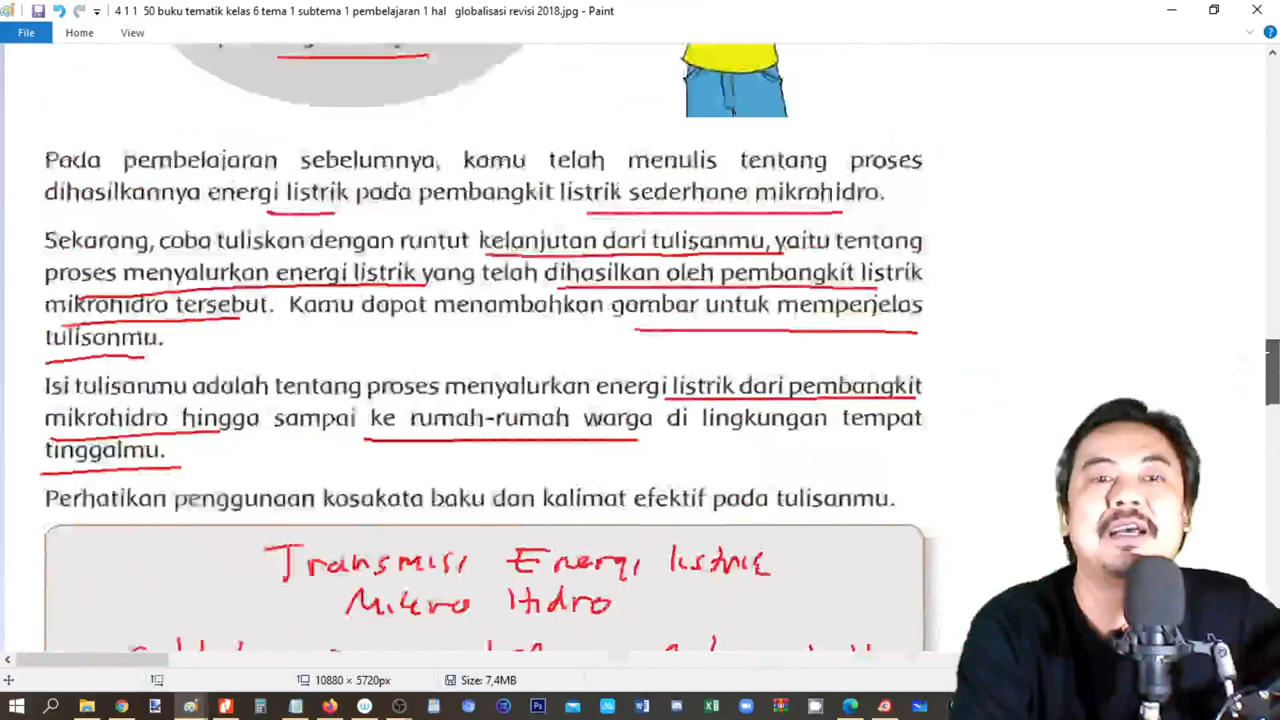 4 1 1 50 buku tematik kelas 6 tema 1 subtema 1 pembelajaran 1 hal globalisasi revisi 2018.jpg - Paint
File Home View
Pada pembelajaran sebelumnya, kamu telah menulis tentang proses
dihasilkannya energi listrik pada pembangkit listrik sederhana mikrohidro.
Sekarang, coba tuliskan dengan runtut kelanjutan dari tulisanmu, yaitu tentang
proses menyalurkan energi listrik yang telah dihasilkan oleh pembangkit listrik
mikrohidro tersebut. Kamu dapat menambahkan gambar untuk memperjelas
tulisanmu.
Isi tulisanmu adalah tentang proses menyalurkan energi listrik dari pembangkit
mikrohidro hingga sampai ke rumah-rumah warga di lingkungan tempat
tinggalmu.
Perhatikan penggunaan kosakata baku dan kalimat efektif pada tulisanmu.
Transmisi Energi listrik
Mikro Hidro
10880 × 5720px Size: 7,4MB